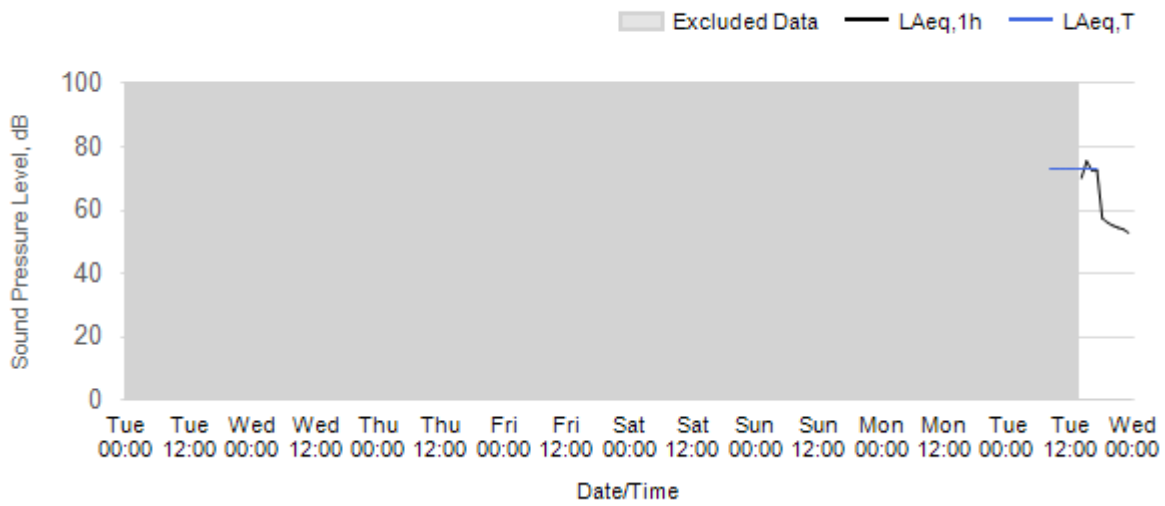 Excluded Data LAeq,1h LAeq,T
Sound Pressure Level, dB
100
80
60
40
20
0
Tue Tue Wed Wed Thu Thu Fri Fri Sat Sat Sun Sun Mon Mon Tue Tue Wed
00:00 12:00 00:00 12:00 00:00 12:00 00:00 12:00 00:00 12:00 00:00 12:00 00:00 12:00 00:00 12:00 00:00
Date/Time